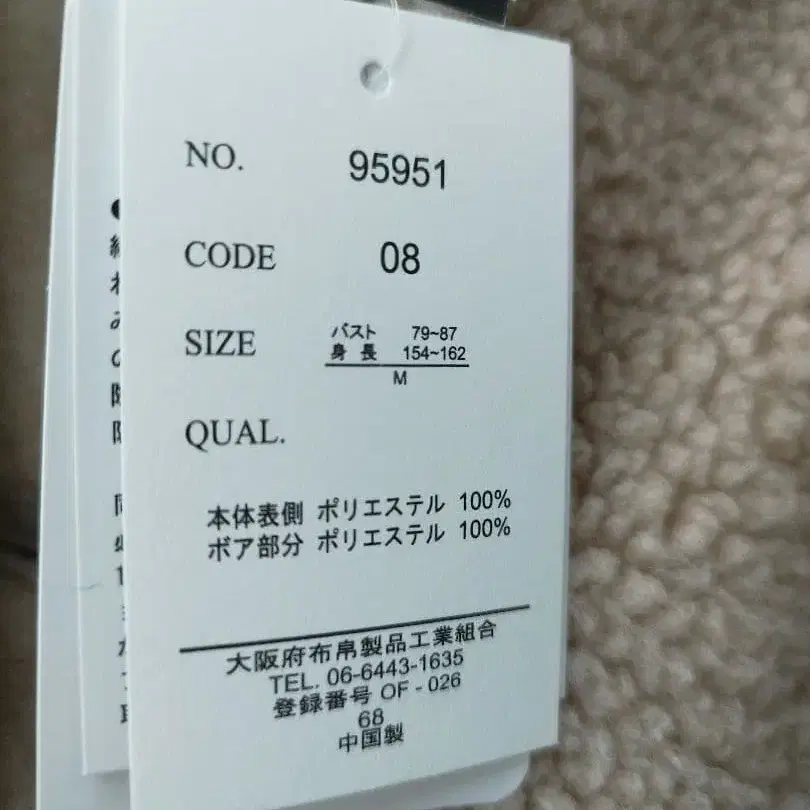 NO. 95951
CODE 08
SIZE バスト 79~87
身長 154~162
M
QUAL.
本体表側 ポリエステル 100%
ボア部分 ポリエステル 100%
大阪府布帛製品工業組合
TEL. 06-6443-1635
登録番号 OF - 026
68
中国製